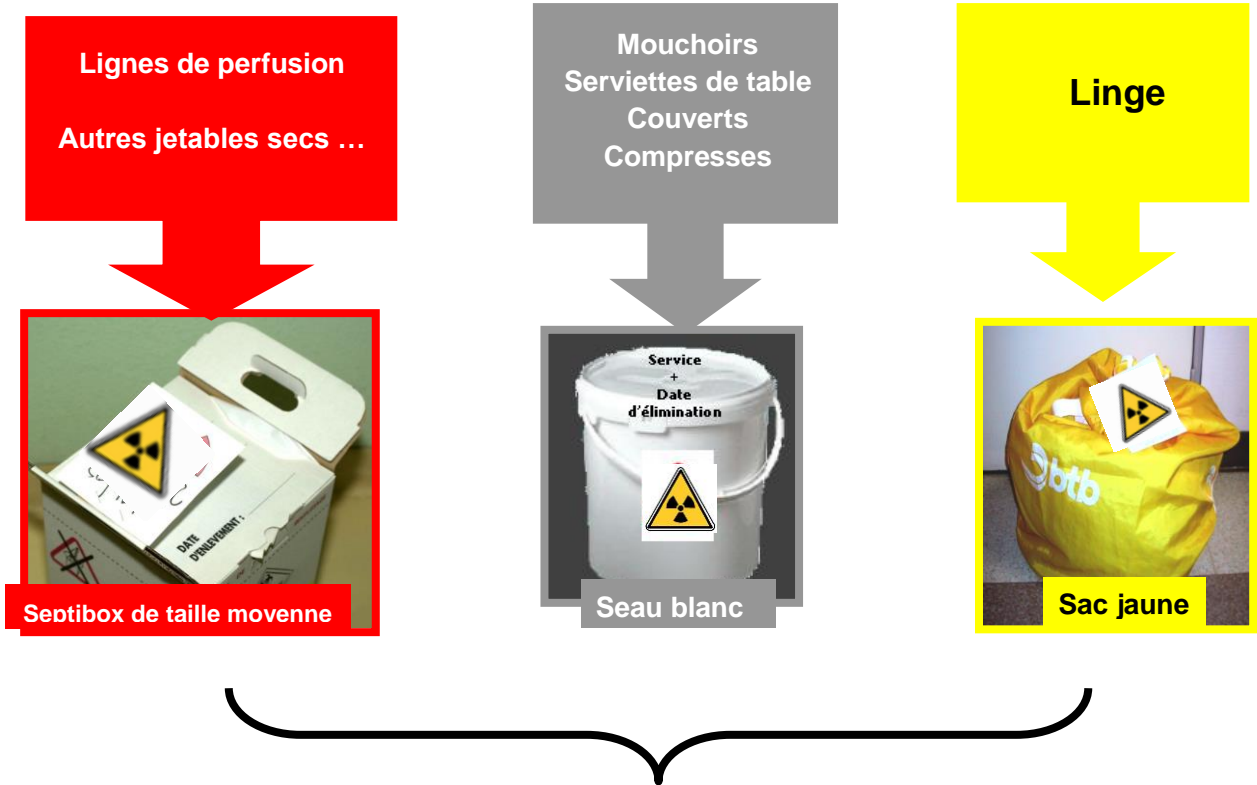 Lignes de perfusion
Autres jetables secs …
Mouchoirs
Serviettes de table
Couverts
Compresses
Linge
DATE
D'ENLEVEMENT :
Septibox de taille moyenne
Service
+
Date
d'élimination
Seau blanc
btb
Sac jaune